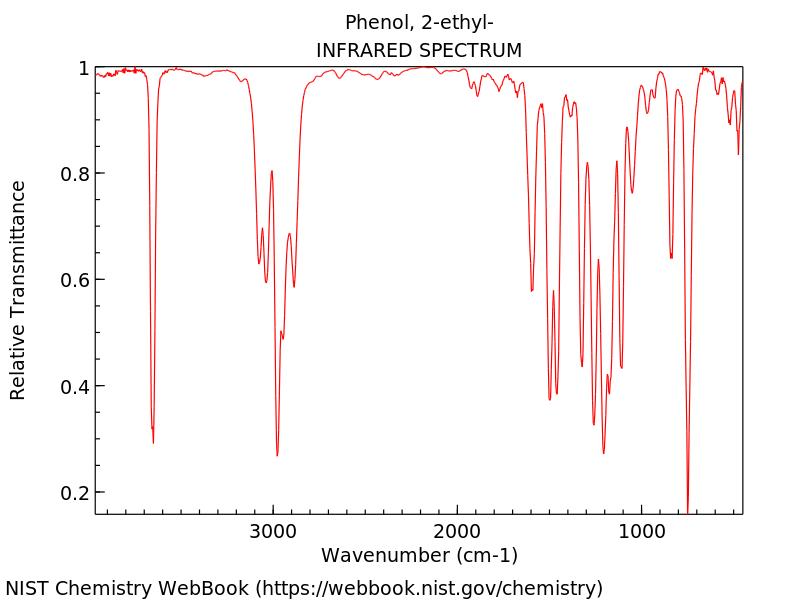 Phenol, 2-ethyl-
INFRARED SPECTRUM
1
0.8
0.6
0.4
0.2
Relative Transmittance
3000 2000 1000
Wavenumber (cm-1)
NIST Chemistry WebBook (https://webbook.nist.gov/chemistry)